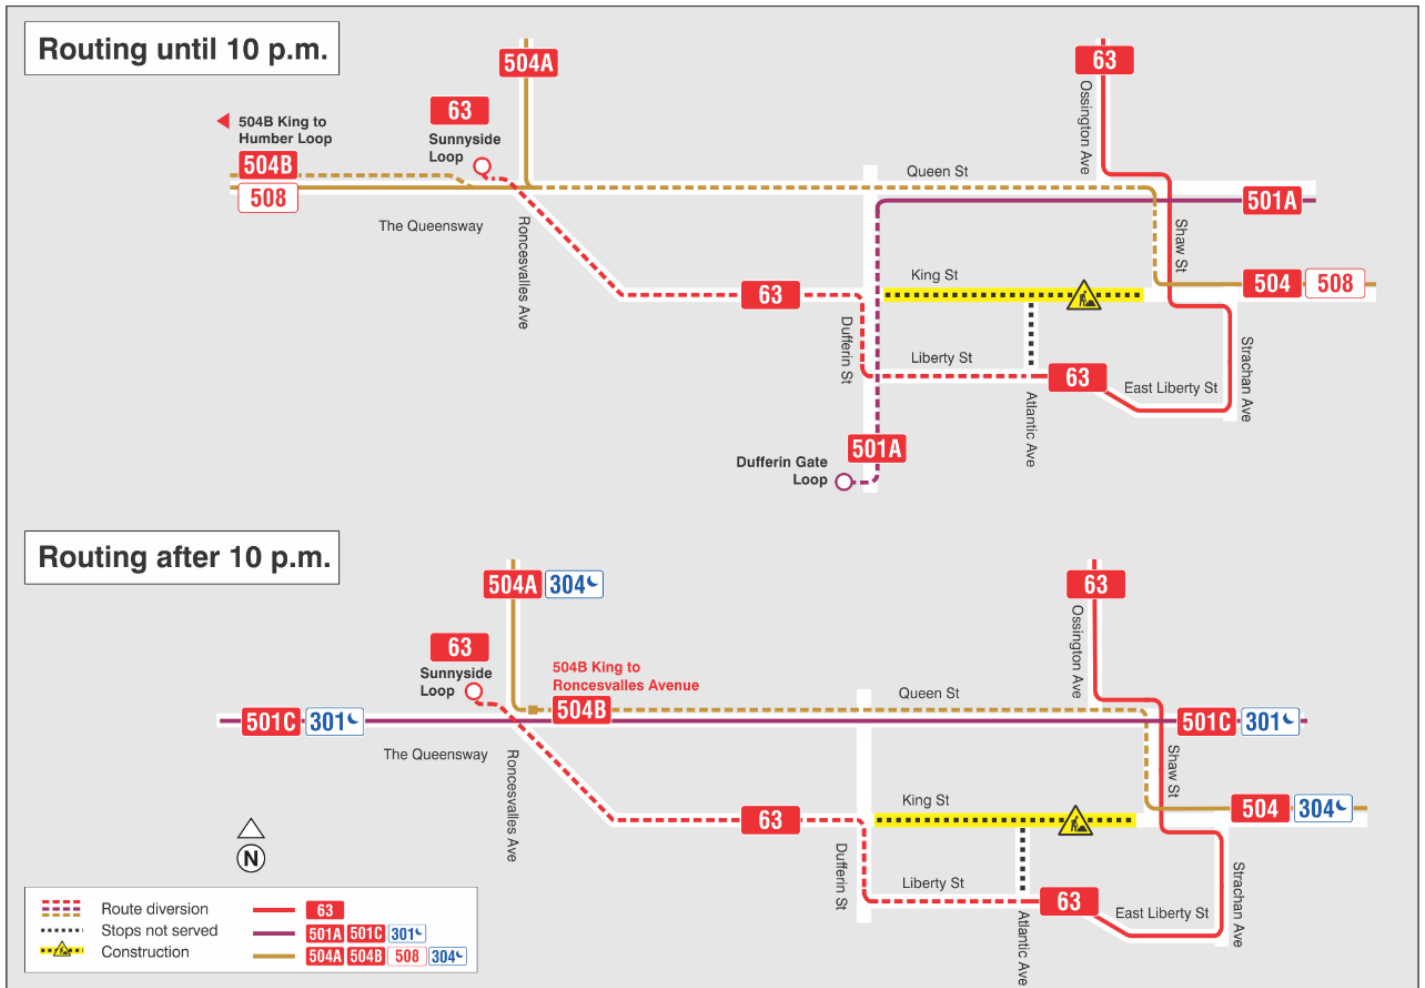 Routing until 10 p.m.
504A
63
Ossington Ave
63
Sunnyside
Loop
504B King to
Humber Loop
504B
508
Queen St
501A
The Queensway
Roncesvalles Ave
Shaw St
King St
504
508
63
Dufferin St
Liberty St
63
East Liberty St
Strachan Ave
Atlantic Ave
501A
Dufferin Gate
Loop
Routing after 10 p.m.
504A
304
63
Ossington Ave
63
Sunnyside
Loop
504B King to
Roncesvalles Avenue
504B
Queen St
501C
301
501C
301
The Queensway
Roncesvalles Ave
Shaw St
King St
504
304
63
Dufferin St
Liberty St
63
East Liberty St
Strachan Ave
Atlantic Ave
N
Route diversion
63
Stops not served
501A 501C 301
Construction
504A 504B 508 304